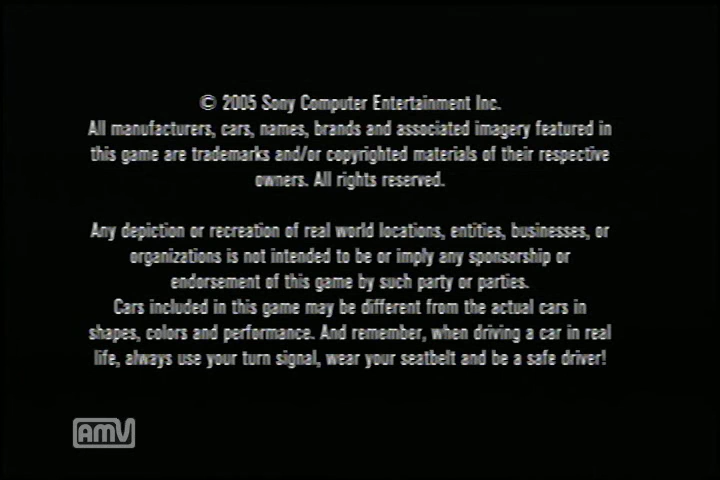 © 2005 Sony Computer Entertainment Inc.
All manufacturers, cars, names, brands and associated imagery featured in
this game are trademarks and/or copyrighted materials of their respective
owners. All rights reserved.
Any depiction or recreation of real world locations, entities, businesses, or
organizations is not intended to be or imply any sponsorship or
endorsement of this game by such party or parties.
Cars included in this game may be different from the actual cars in
shapes, colors and performance. And remember, when driving a car in real
life, always use your turn signal, wear your seatbelt and be a safe driver!
AMV